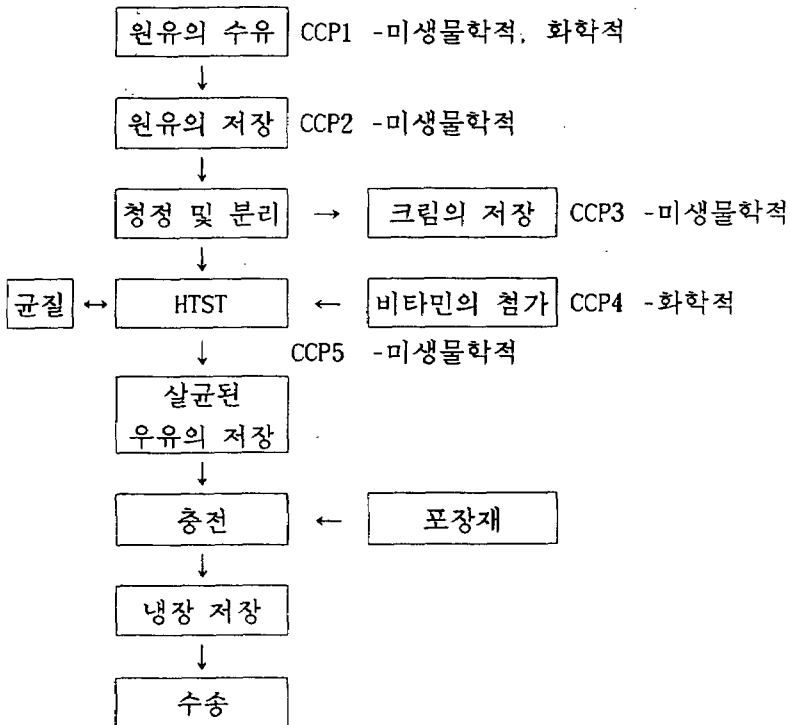 원유의 수유 CCP1 -미생물학적, 화학적
↓
원유의 저장 CCP2 -미생물학적
↓
청정 및 분리 → 크림의 저장 CCP3 -미생물학적
↓
균질 ↔ HTST ← 비타민의 첨가 CCP4 -화학적
↓ CCP5 -미생물학적
살균된
우유의 저장
↓
충전 ← 포장재
↓
냉장 저장
↓
수송